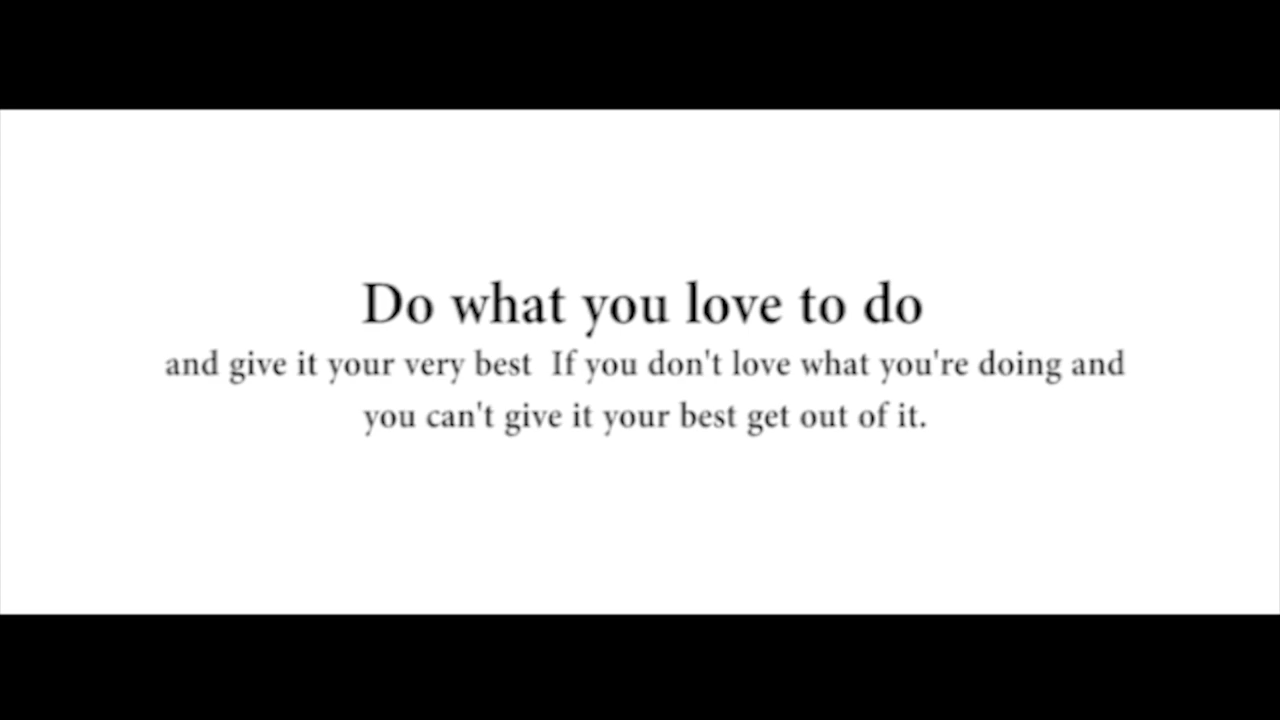 Do what you love to do
and give it your very best  If you don't love what you're doing and
you can't give it your best get out of it.